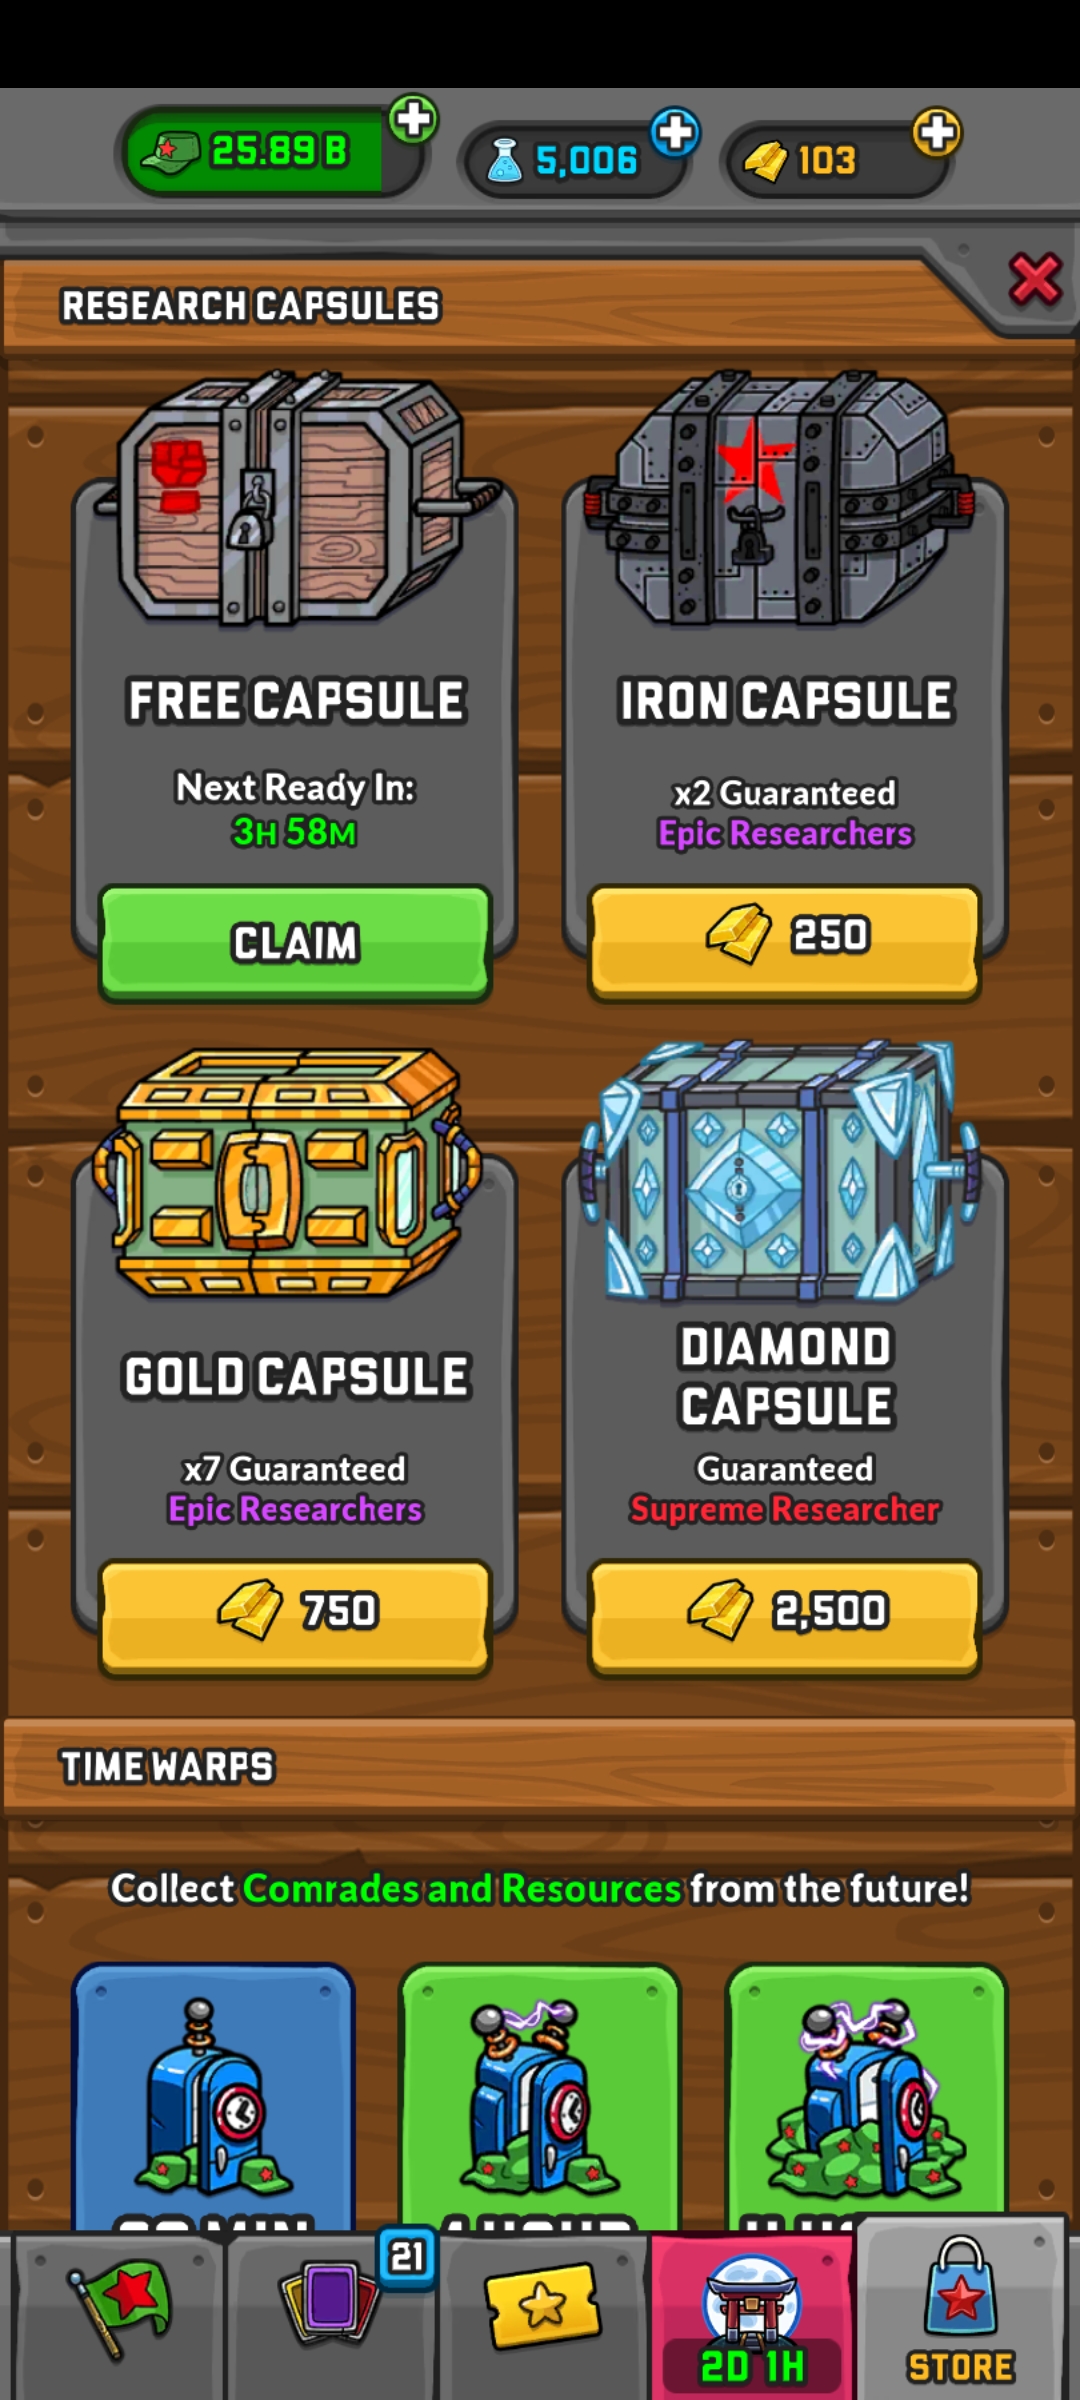 25.89 B
5,006
103
RESEARCH CAPSULES
FREE CAPSULE
Next Ready In:
3H 58M
CLAIM
IRON CAPSULE
x2 Guaranteed
Epic Researchers
250
GOLD CAPSULE
x7 Guaranteed
Epic Researchers
750
DIAMOND
CAPSULE
Guaranteed
Supreme Researcher
2,500
TIME WARPS
Collect Comrades and Resources from the future!
21
2D 1H
STORE